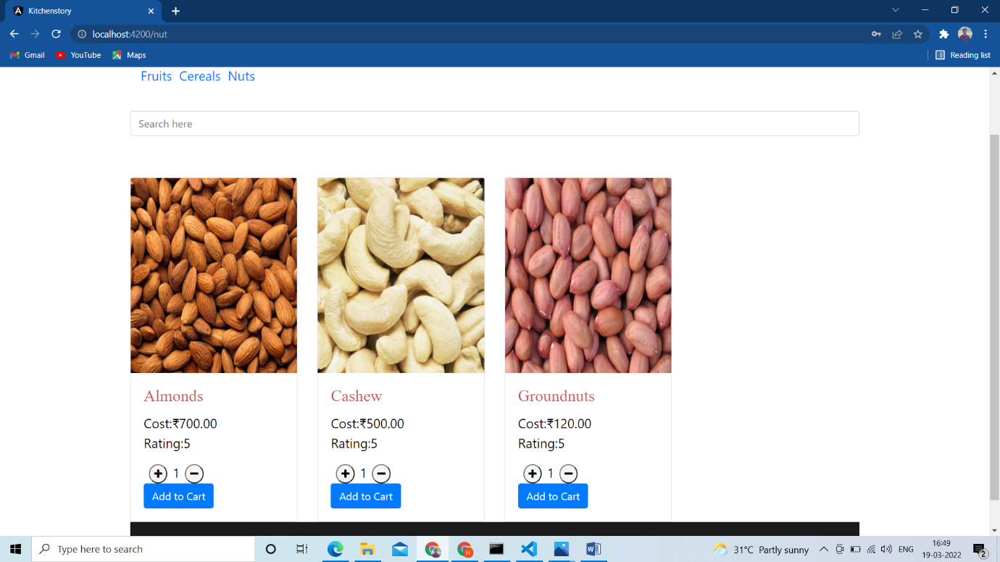 Kitchenstory
localhost:4200/nut
Gmail YouTube Maps Reading list
Fruits Cereals Nuts
Search here
Almonds Cashew Groundnuts
Cost:₹700.00 Cost:₹500.00 Cost:₹120.00
Rating:5 Rating:5 Rating:5
1 1 1
Add to Cart Add to Cart Add to Cart
Type here to search H 31°C Partly sunny ENG 16:49
19-03-2022 2